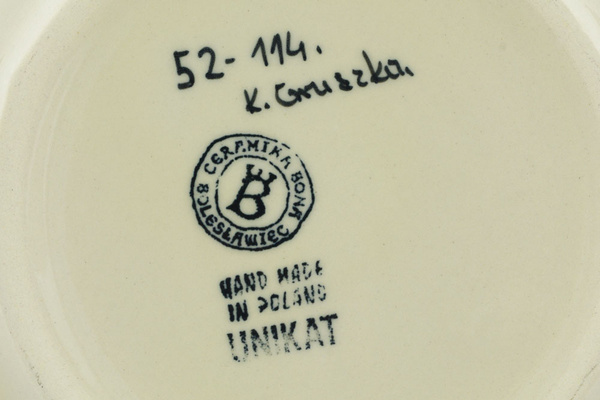 52-114.
K. Gruszka.
CERAMIKA BONA BOLESŁAWIEC
B
HAND MADE
IN POLAND
UNIKAT